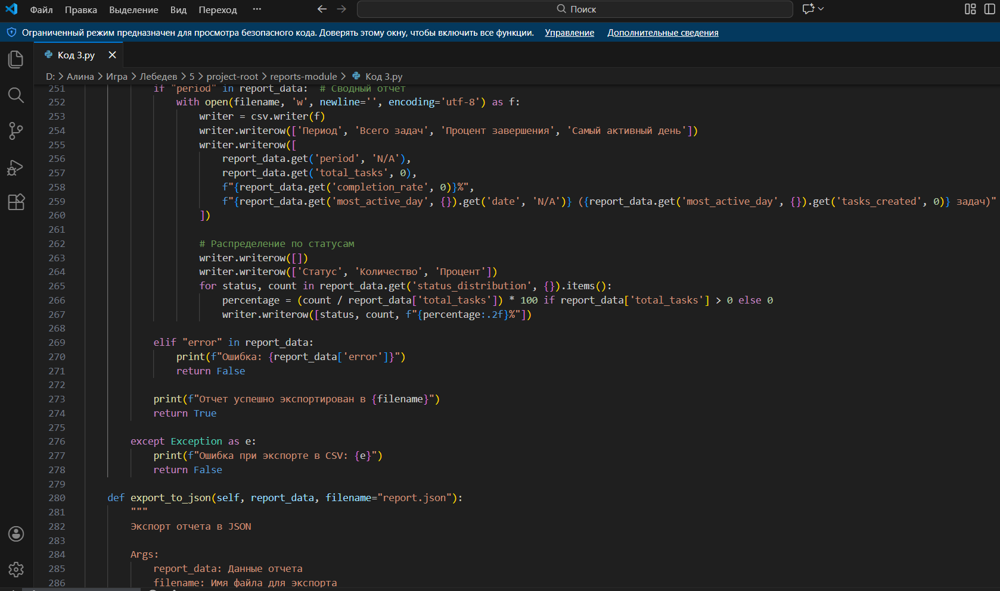 Файл Правка Выделение Вид Переход ··· Поиск
Ограниченный режим предназначен для просмотра безопасного кода. Доверять этому окну, чтобы включить все функции. Управление Дополнительные сведения
Код 3.py
D: > Алина > Игра > Лебедев > 5 > project-root > reports-module > Код 3.py
251 if "period" in report_data:  # Сводный отчет
252 with open(filename, 'w', newline='', encoding='utf-8') as f:
253 writer = csv.writer(f)
254 writer.writerow(['Период', 'Всего задач', 'Процент завершения', 'Самый активный день'])
255 writer.writerow([
256 report_data.get('period', 'N/A'),
257 report_data.get('total_tasks', 0),
258 f"{report_data.get('completion_rate', 0)}%",
259 f"{report_data.get('most_active_day', {}).get('date', 'N/A')} ({report_data.get('most_active_day', {}).get('tasks_created', 0)} задач)"
260 ])
261
262 # Распределение по статусам
263 writer.writerow([])
264 writer.writerow(['Статус', 'Количество', 'Процент'])
265 for status, count in report_data.get('status_distribution', {}).items():
266 percentage = (count / report_data['total_tasks']) * 100 if report_data['total_tasks'] > 0 else 0
267 writer.writerow([status, count, f"{percentage:.2f}%"])
268
269 elif "error" in report_data:
270 print(f"Ошибка: {report_data['error']}")
271 return False
272
273 print(f"Отчет успешно экспортирован в {filename}")
274 return True
275
276 except Exception as e:
277 print(f"Ошибка при экспорте в CSV: {e}")
278 return False
279
280 def export_to_json(self, report_data, filename="report.json"):
281 """
282 Экспорт отчета в JSON
283
284 Args:
285 report_data: Данные отчета
286 filename: Имя файла для экспорта